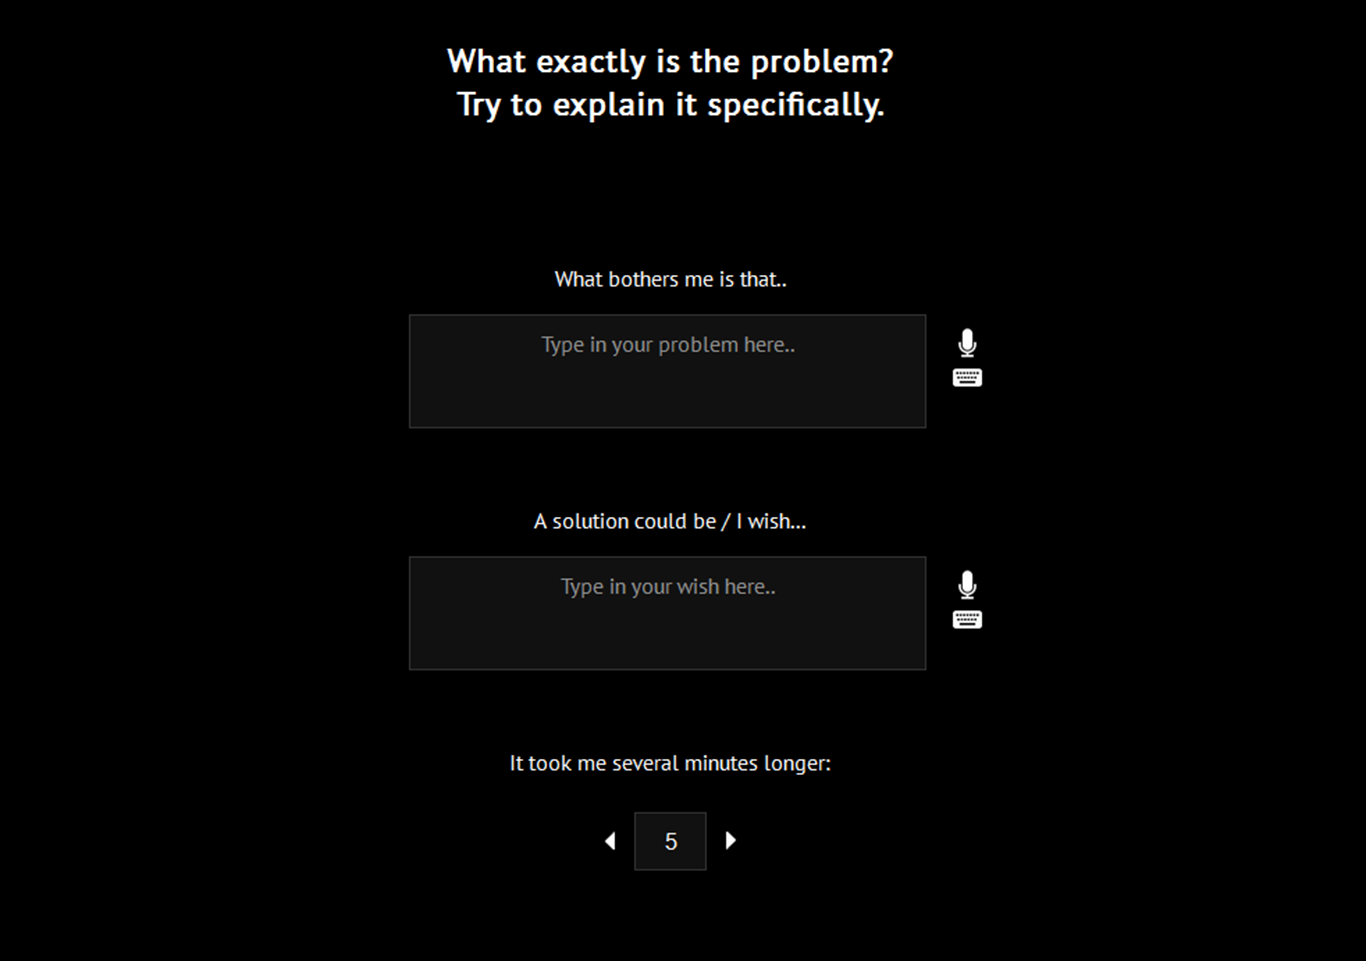 What exactly is the problem?
Try to explain it specifically.
What bothers me is that..
Type in your problem here..
A solution could be / I wish...
Type in your wish here..
It took me several minutes longer:
5